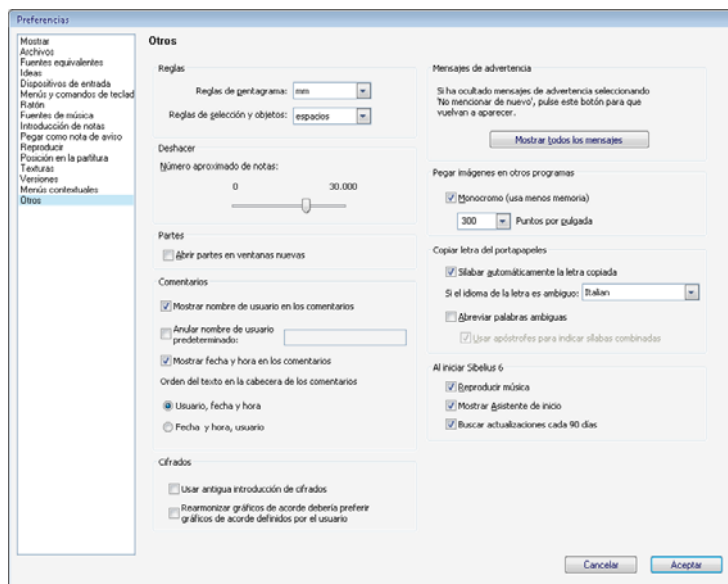 Preferencias
Mostrar
Archivos
Fuentes equivalentes
Ideas
Dispositivos de entrada
Menús y comandos de teclad
Ratón
Fuentes de música
Introducción de notas
Pegar como nota de aviso
Reproducir
Posición en la partitura
Texturas
Versiones
Menús contextuales
Otros
Otros
Reglas
Reglas de pentagrama: mm
Reglas de selección y objetos: espacios
Deshacer
Número aproximado de notas:
0 30.000
Partes
Abrir partes en ventanas nuevas
Comentarios
Mostrar nombre de usuario en los comentarios
Anular nombre de usuario
predeterminado:
Mostrar fecha y hora en los comentarios
Orden del texto en la cabecera de los comentarios
Usuario, fecha y hora
Fecha y hora, usuario
Cifrados
Usar antigua introducción de cifrados
Rearmonizar gráficos de acorde debería preferir
gráficos de acorde definidos por el usuario
Mensajes de advertencia
Si ha ocultado mensajes de advertencia seleccionando
'No mencionar de nuevo', pulse este botón para que
vuelvan a aparecer.
Mostrar todos los mensajes
Pegar imágenes en otros programas
Monocromo (usa menos memoria)
300 Puntos por pulgada
Copiar letra del portapapeles
Silabar automáticamente la letra copiada
Si el idioma de la letra es ambiguo: Italian
Abreviar palabras ambiguas
Usar apóstrofes para indicar sílabas combinadas
Al iniciar Sibelius 6
Reproducir música
Mostrar Asistente de inicio
Buscar actualizaciones cada 90 días
Cancelar Aceptar